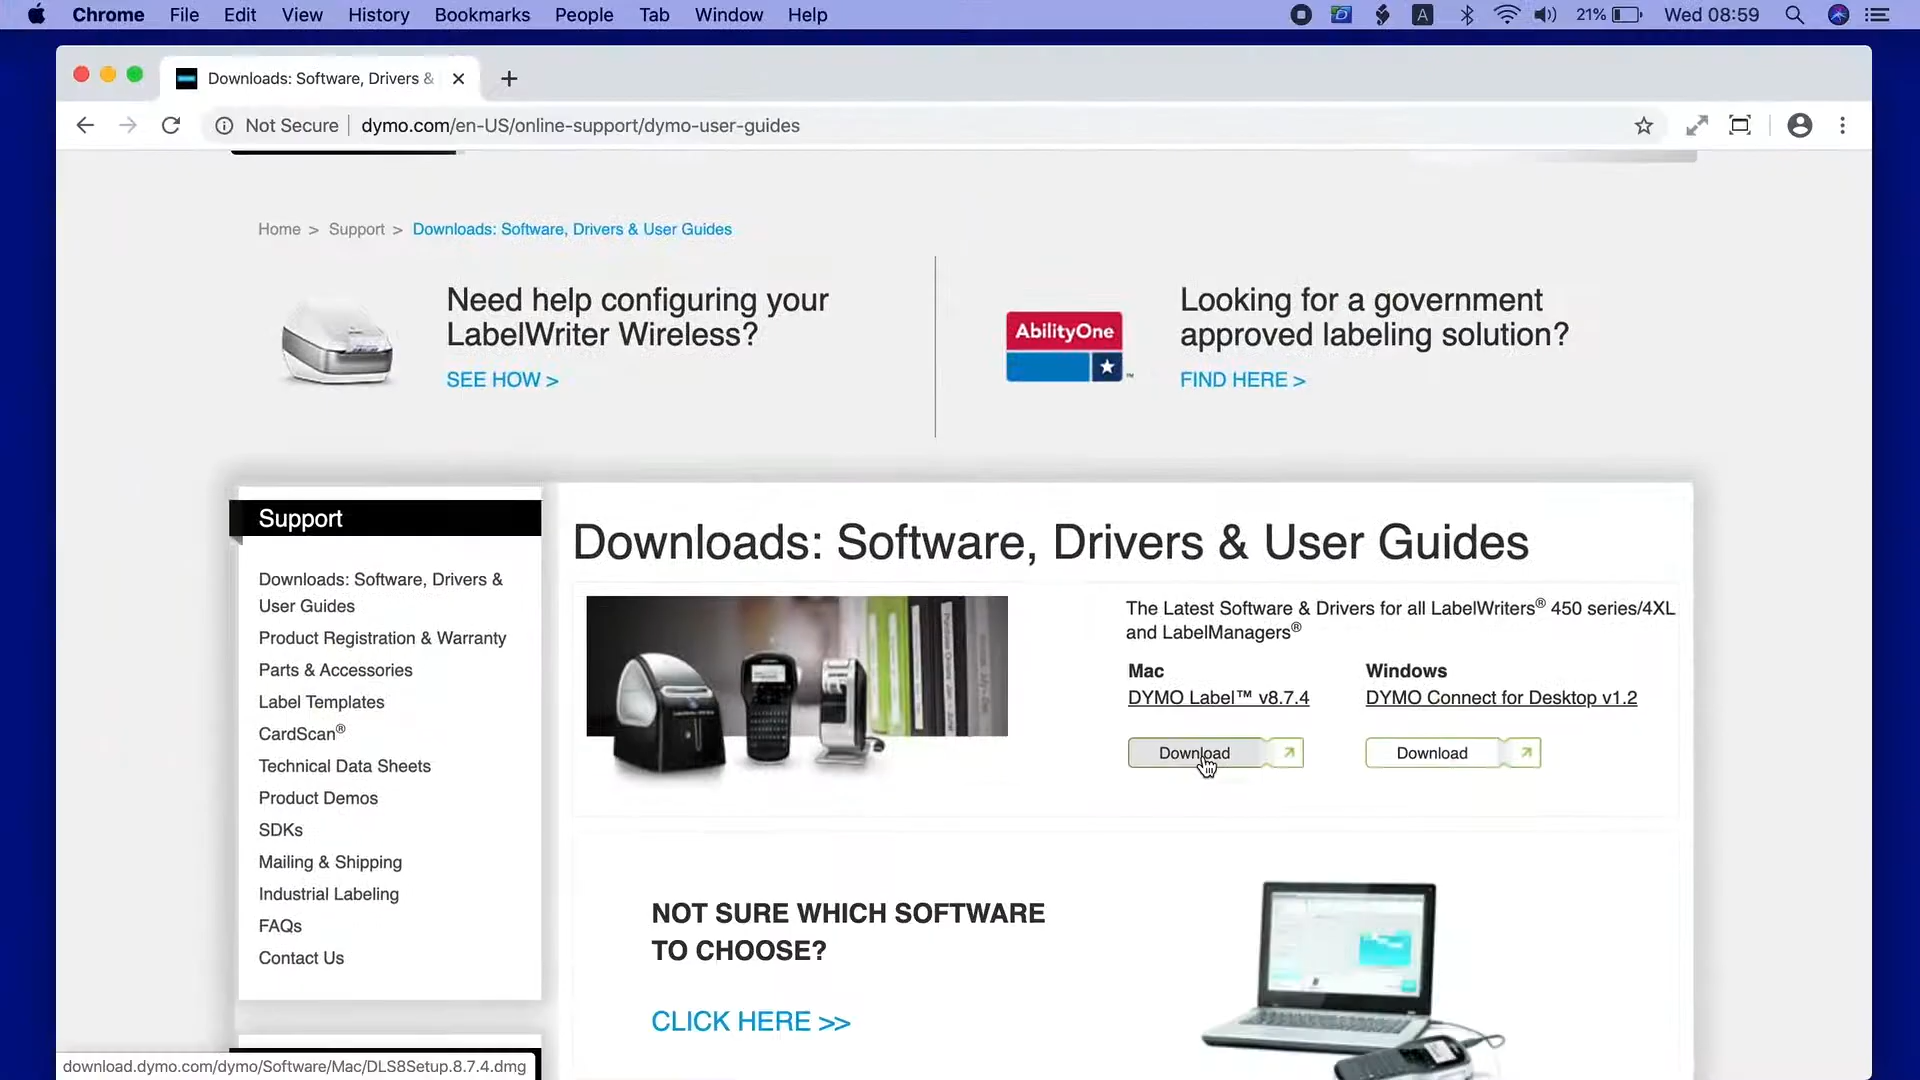 Chrome File Edit View History Bookmarks People Tab Window Help A 21% Wed 08:59
Downloads: Software, Drivers &
Not Secure dymo.com/en-US/online-support/dymo-user-guides
Home > Support > Downloads: Software, Drivers & User Guides
Need help configuring your
LabelWriter Wireless?
SEE HOW >
AbilityOne
™
Looking for a government
approved labeling solution?
FIND HERE >
Support
Downloads: Software, Drivers &
User Guides
Product Registration & Warranty
Parts & Accessories
Label Templates
CardScan®
Technical Data Sheets
Product Demos
SDKs
Mailing & Shipping
Industrial Labeling
FAQs
Contact Us
Downloads: Software, Drivers & User Guides
The Latest Software & Drivers for all LabelWriters® 450 series/4XL
and LabelManagers®
Mac
DYMO Label™ v8.7.4
Download
Windows
DYMO Connect for Desktop v1.2
Download
NOT SURE WHICH SOFTWARE
TO CHOOSE?
CLICK HERE >>
download.dymo.com/dymo/Software/Mac/DLS8Setup.8.7.4.dmg